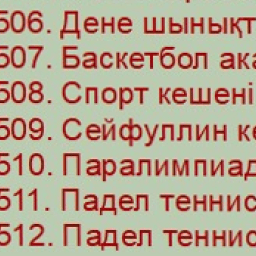 506. Дене шынықт
507. Баскетбол ака
508. Спорт кешені
509. Сейфуллин ке
510. Паралимпиад
511. Падел теннис
512. Падел теннис